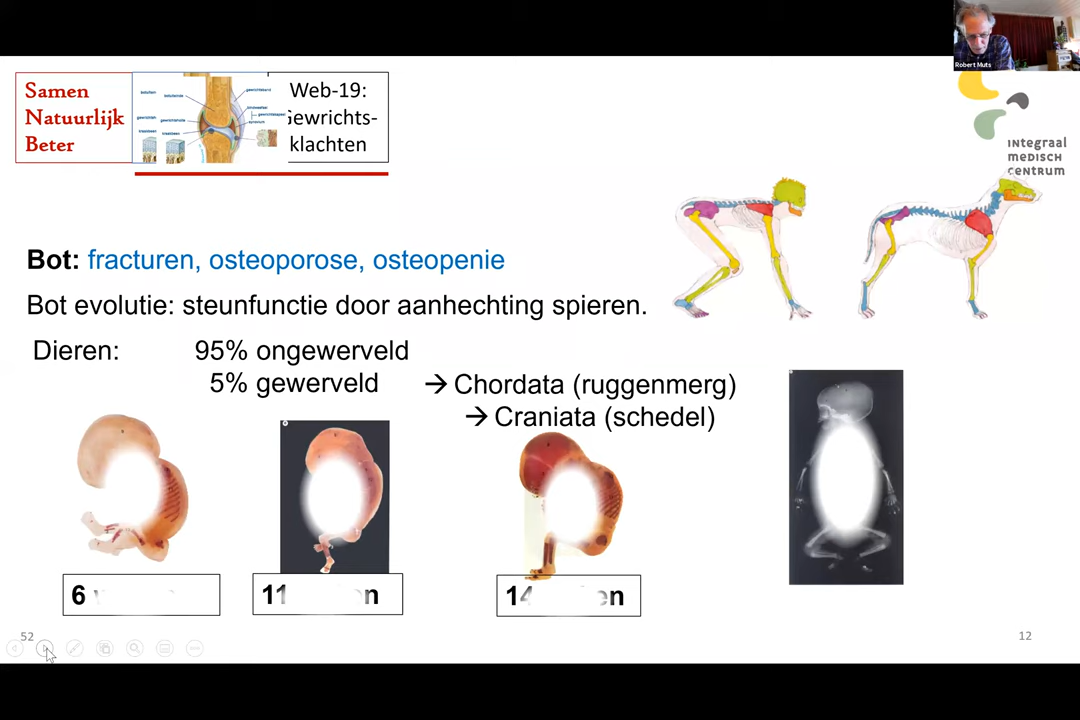 Robert Muts
Samen
Natuurlijk
Beter
Web-19:
Gewrichts-
klachten
integraal
medisch
centrum
Bot: fracturen, osteoporose, osteopenie
Bot evolutie: steunfunctie door aanhechting spieren.
Dieren: 95% ongewerveld
5% gewerveld → Chordata (ruggenmerg)
→ Craniata (schedel)
6
11
14
52
12